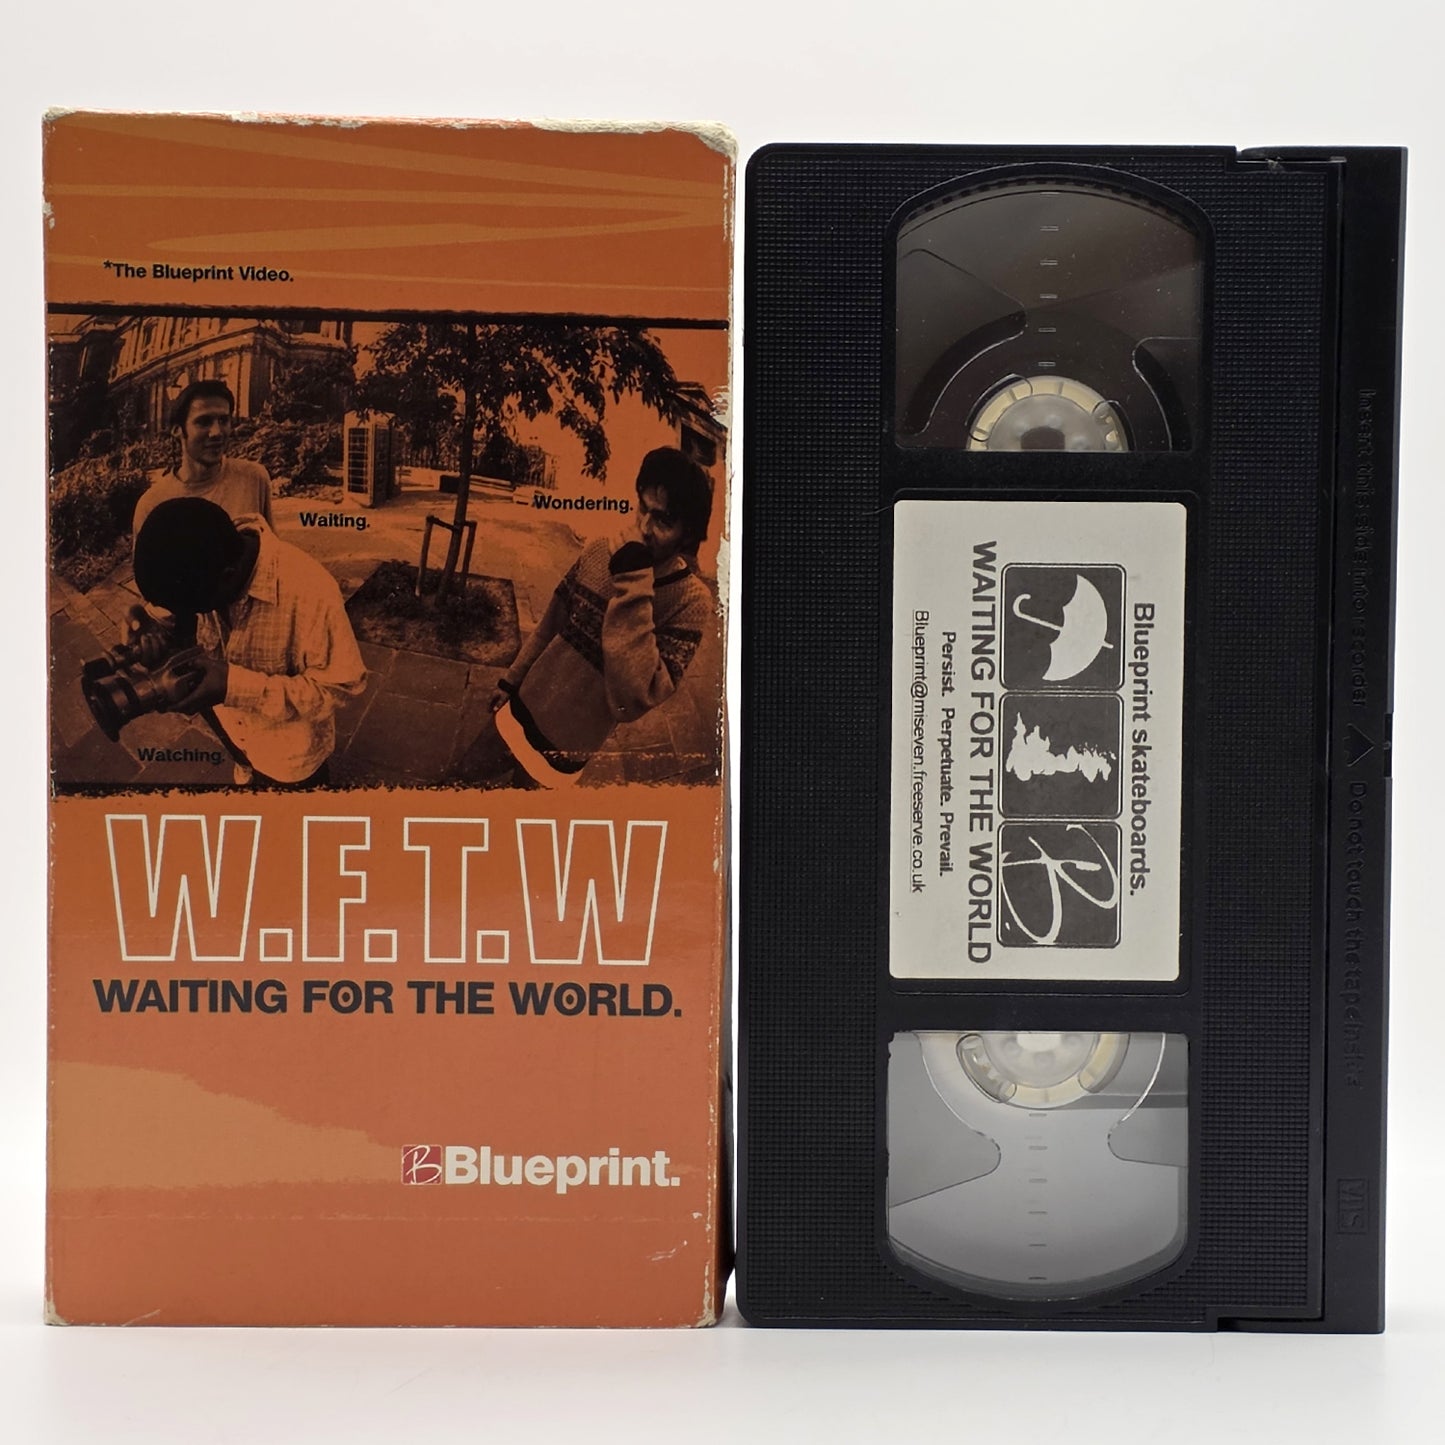 *The Blueprint Video.
Wondering.
Waiting.
Watching.
W.F.T.W
WAITING FOR THE WORLD.
B Blueprint.
Blueprint skateboards.
B.
WAITING FOR THE WORLD
Persist. Perpetuate. Prevail.
Blueprint@miseven.freeserve.co.uk
Insert this side into recorder ▲ Do not touch the tape inside
VHS